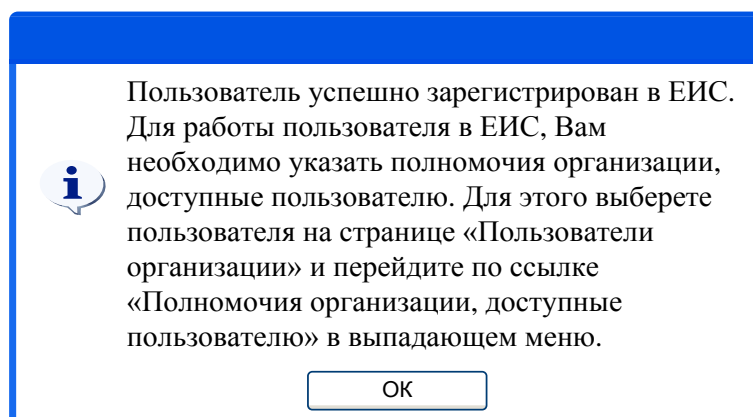 Пользователь успешно зарегистрирован в ЕИС.
Для работы пользователя в ЕИС, Вам
необходимо указать полномочия организации,
доступные пользователю. Для этого выберете
пользователя на странице «Пользователи
организации» и перейдите по ссылке
«Полномочия организации, доступные
пользователю» в выпадающем меню.
ОК